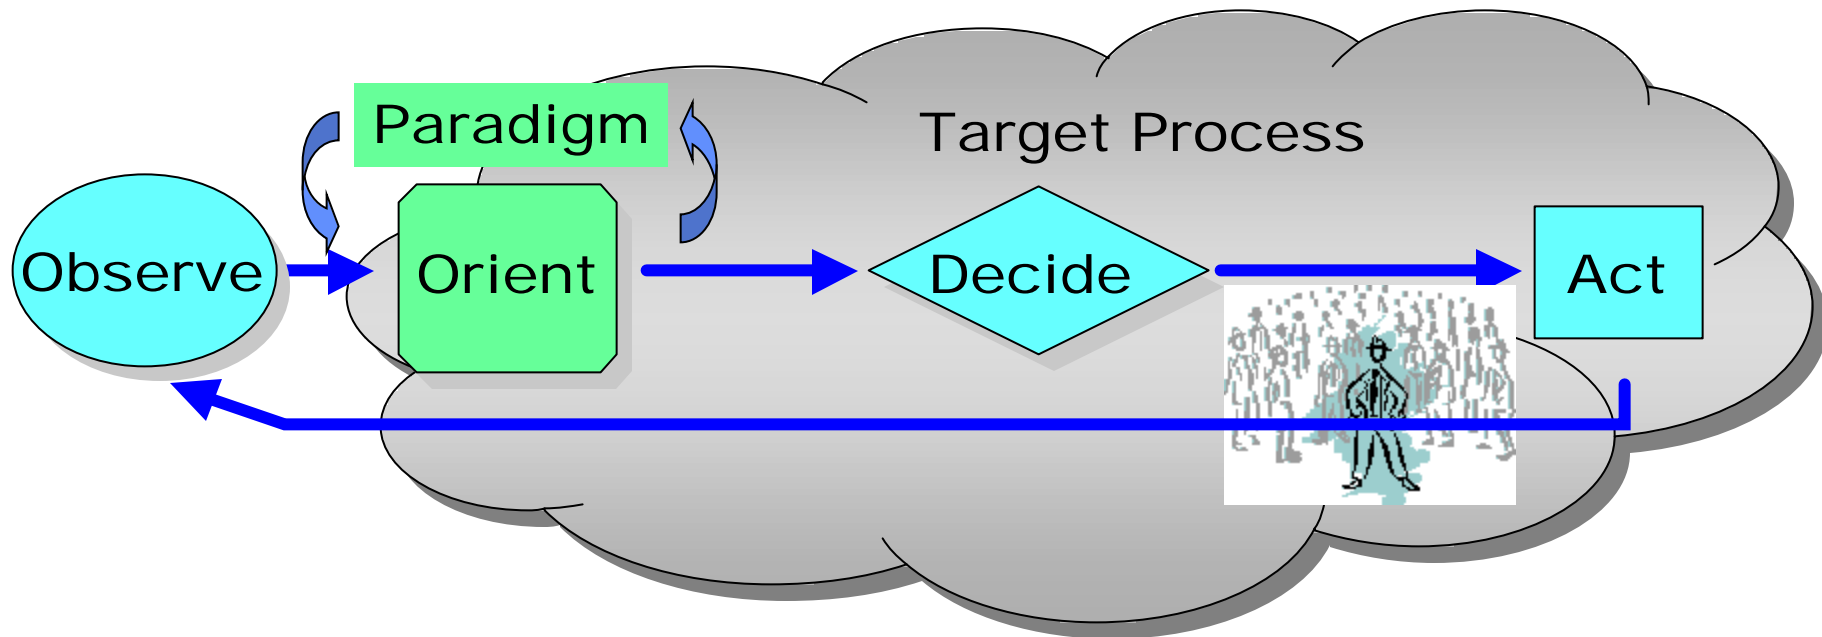 Paradigm
Target Process
Observe
Orient
Decide
Act